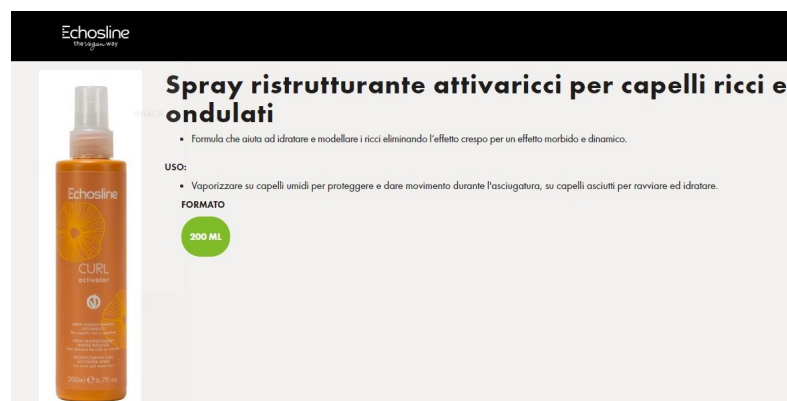 Echosline
the vegan way
Spray ristrutturante attivaricci per capelli ricci e
ondulati
• Formula che aiuta ad idratare e modellare i ricci eliminando l'effetto crespo per un effetto morbido e dinamico.
USO:
• Vaporizzare su capelli umidi per proteggere e dare movimento durante l'asciugatura, su capelli asciutti per ravviare ed idratare.
FORMATO
200 ML
Echosline
CURL
activator
200ml ℮ 6.7fl.oz